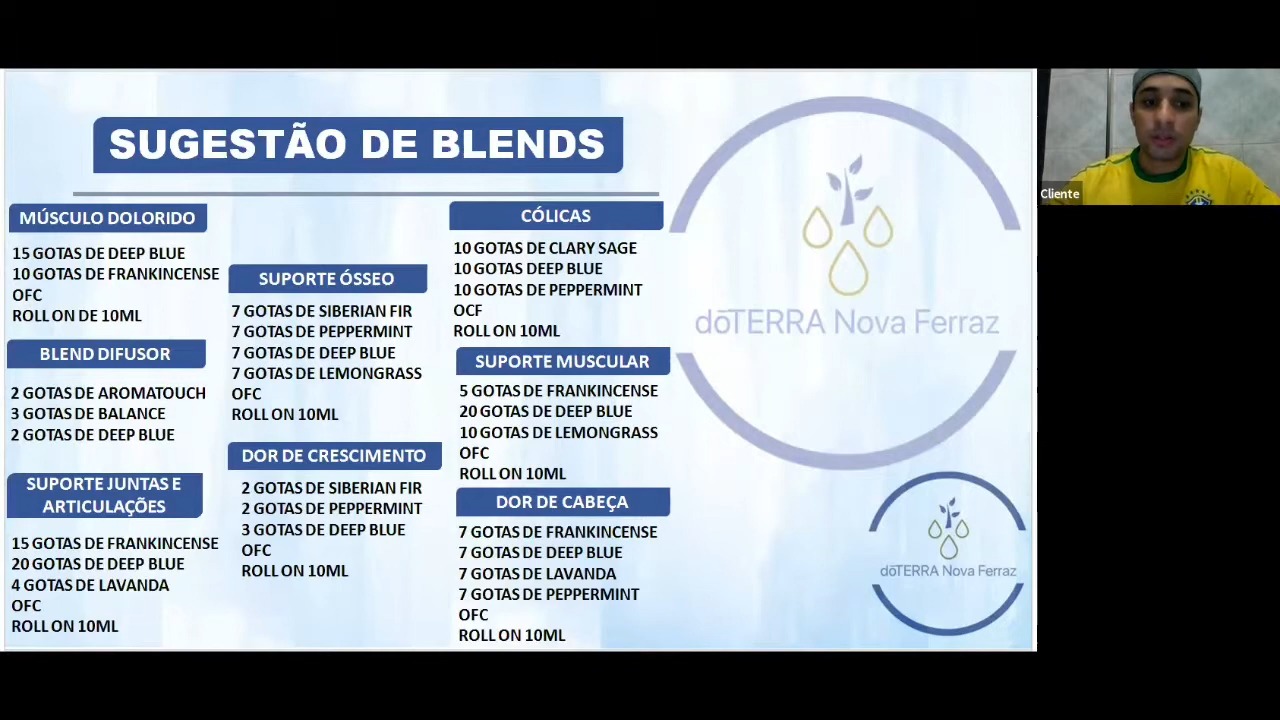 SUGESTÃO DE BLENDS
MÚSCULO DOLORIDO
15 GOTAS DE DEEP BLUE
10 GOTAS DE FRANKINCENSE
OFC
ROLL ON DE 10ML
BLEND DIFUSOR
2 GOTAS DE AROMATOUCH
3 GOTAS DE BALANCE
2 GOTAS DE DEEP BLUE
SUPORTE JUNTAS E
ARTICULAÇÕES
15 GOTAS DE FRANKINCENSE
20 GOTAS DE DEEP BLUE
4 GOTAS DE LAVANDA
OFC
ROLL ON 10ML
SUPORTE ÓSSEO
7 GOTAS DE SIBERIAN FIR
7 GOTAS DE PEPPERMINT
7 GOTAS DE DEEP BLUE
7 GOTAS DE LEMONGRASS
OFC
ROLL ON 10ML
DOR DE CRESCIMENTO
2 GOTAS DE SIBERIAN FIR
2 GOTAS DE PEPPERMINT
3 GOTAS DE DEEP BLUE
OFC
ROLL ON 10ML
CÓLICAS
10 GOTAS DE CLARY SAGE
10 GOTAS DEEP BLUE
10 GOTAS DE PEPPERMINT
OCF
ROLL ON 10ML
SUPORTE MUSCULAR
5 GOTAS DE FRANKINCENSE
20 GOTAS DE DEEP BLUE
10 GOTAS DE LEMONGRASS
OFC
ROLL ON 10ML
DOR DE CABEÇA
7 GOTAS DE FRANKINCENSE
7 GOTAS DE DEEP BLUE
7 GOTAS DE LAVANDA
7 GOTAS DE PEPPERMINT
OFC
ROLL ON 10ML
dōTERRA Nova Ferraz
dōTERRA Nova Ferraz
Cliente